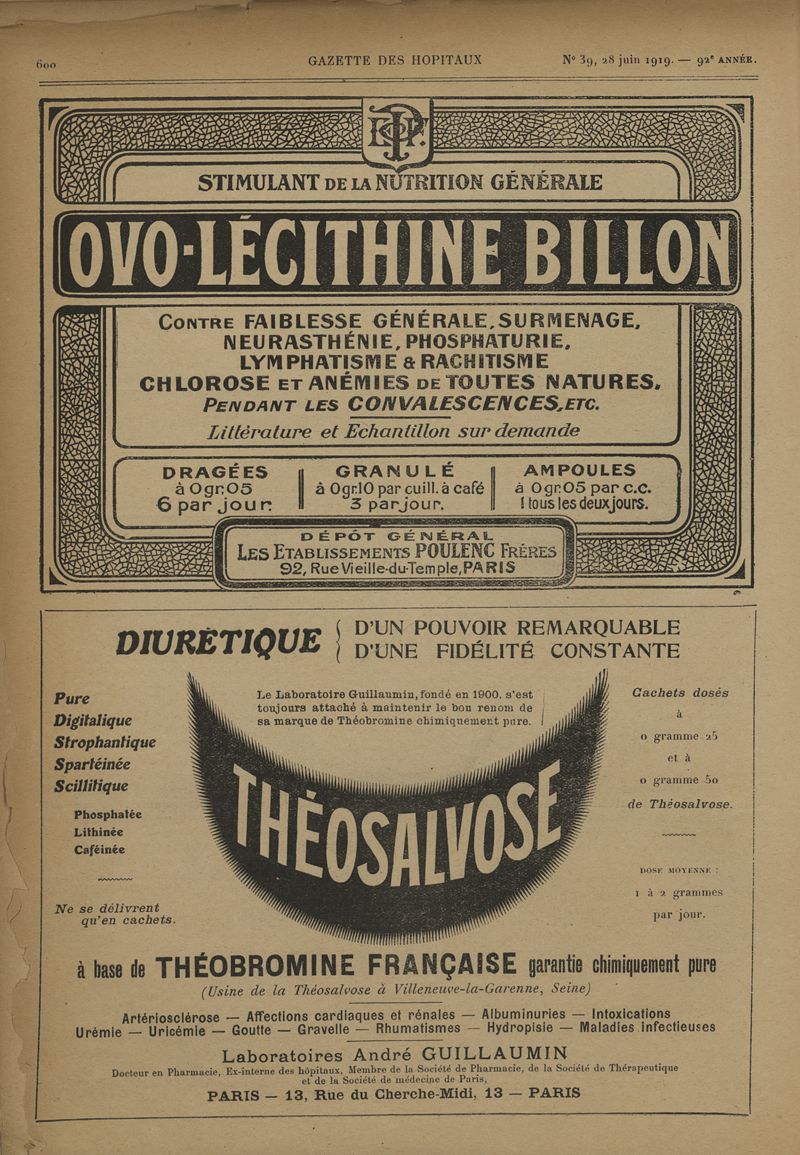 600
GAZETTE DES HOPITAUX
N° 39, 28 juin 1919. — 92e ANNÉE.
STIMULANT DE LA NUTRITION GÉNÉRALE
OVO-LÉCITHINE BILLON
CONTRE FAIBLESSE GÉNÉRALE, SURMENAGE,
NEURASTHÉNIE, PHOSPHATURIE,
LYMPHATISME & RACHITISME
CHLOROSE ET ANÉMIES DE TOUTES NATURES,
PENDANT LES CONVALESCENCES, ETC.
Littérature et Echantillon sur demande
DRAGÉES
à 0gr.05
6 par jour.
GRANULÉ
à 0gr.10 par cuill. à café
3 par jour.
AMPOULES
à 0gr.05 par c.c.
1 tous les deux jours.
DÉPÔT GÉNÉRAL
LES ETABLISSEMENTS POULENC FRÈRES
92, Rue Vieille-du-Temple, PARIS
DIURÉTIQUE
D'UN POUVOIR REMARQUABLE
D'UNE FIDÉLITÉ CONSTANTE
Le Laboratoire Guillaumin, fondé en 1900, s'est
toujours attaché à maintenir le bon renom de
sa marque de Théobromine chimiquement pure.
Pure
Digitalique
Strophantique
Spartéinée
Scillitique
Phosphatée
Lithinée
Caféinée
Ne se délivrent
qu'en cachets.
THÉOSALVOSE
Cachets dosés
à
0 gramme 25
et à
0 gramme 50
de Théosalvose.
DOSE MOYENNE :
1 à 2 grammes
par jour.
à base de THÉOBROMINE FRANÇAISE garantie chimiquement pure
(Usine de la Théosalvose à Villeneuve-la-Garenne, Seine)
Artériosclérose — Affections cardiaques et rénales — Albuminuries — Intoxications
Urémie — Uricémie — Goutte — Gravelle — Rhumatismes — Hydropisie — Maladies infectieuses
Laboratoires André GUILLAUMIN
Docteur en Pharmacie, Ex-interne des hôpitaux, Membre de la Société de Pharmacie, de la Société de Thérapeutique
et de la Société de médecine de Paris,
PARIS — 13, Rue du Cherche-Midi, 13 — PARIS